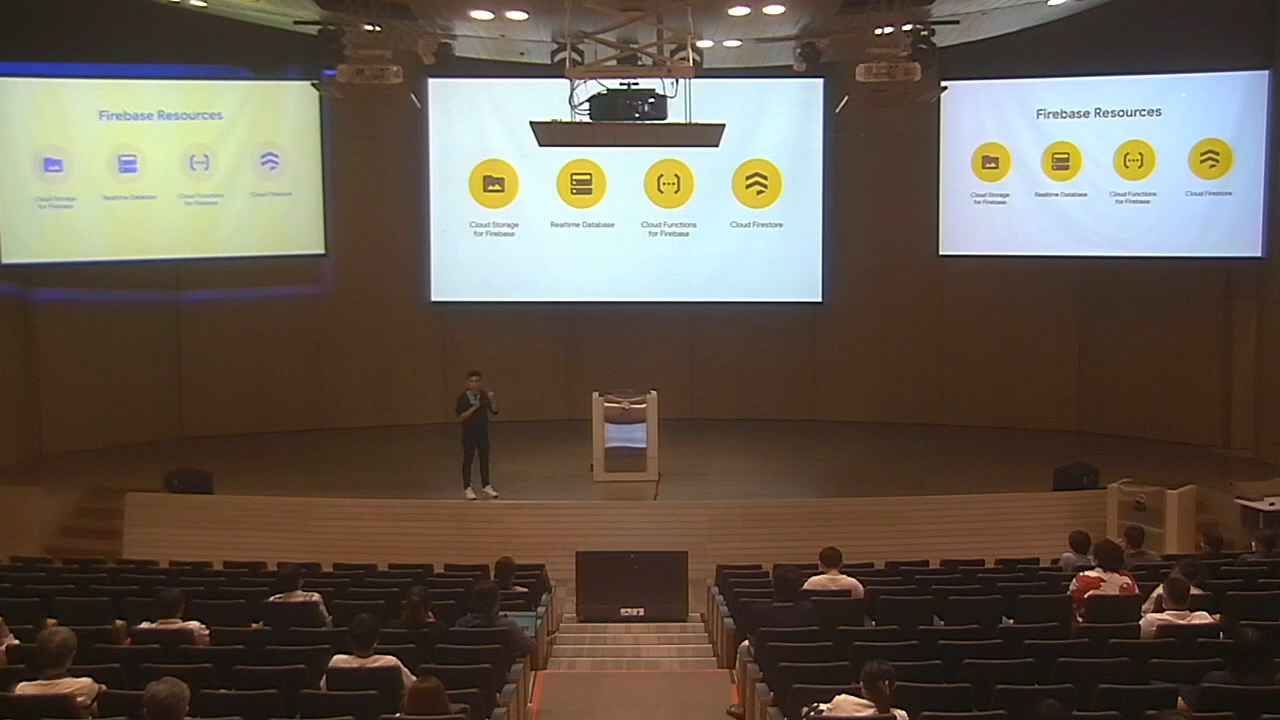 Firebase Resources
Cloud Storage
for Firebase
Realtime Database
Cloud Functions
for Firebase
Cloud Firestore
Cloud Storage
for Firebase
Realtime Database
Cloud Functions
for Firebase
Cloud Firestore
Firebase Resources
Cloud Storage
for Firebase
Realtime Database
Cloud Functions
for Firebase
Cloud Firestore